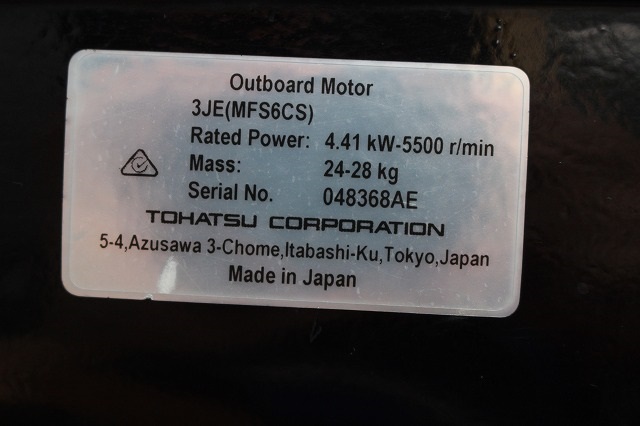 Outboard Motor
3JE(MFS6CS)
Rated Power: 4.41 kW-5500 r/min
Mass: 24-28 kg
Serial No. 048368AE
TOHATSU CORPORATION
5-4,Azusawa 3-Chome,Itabashi-Ku,Tokyo,Japan
Made in Japan